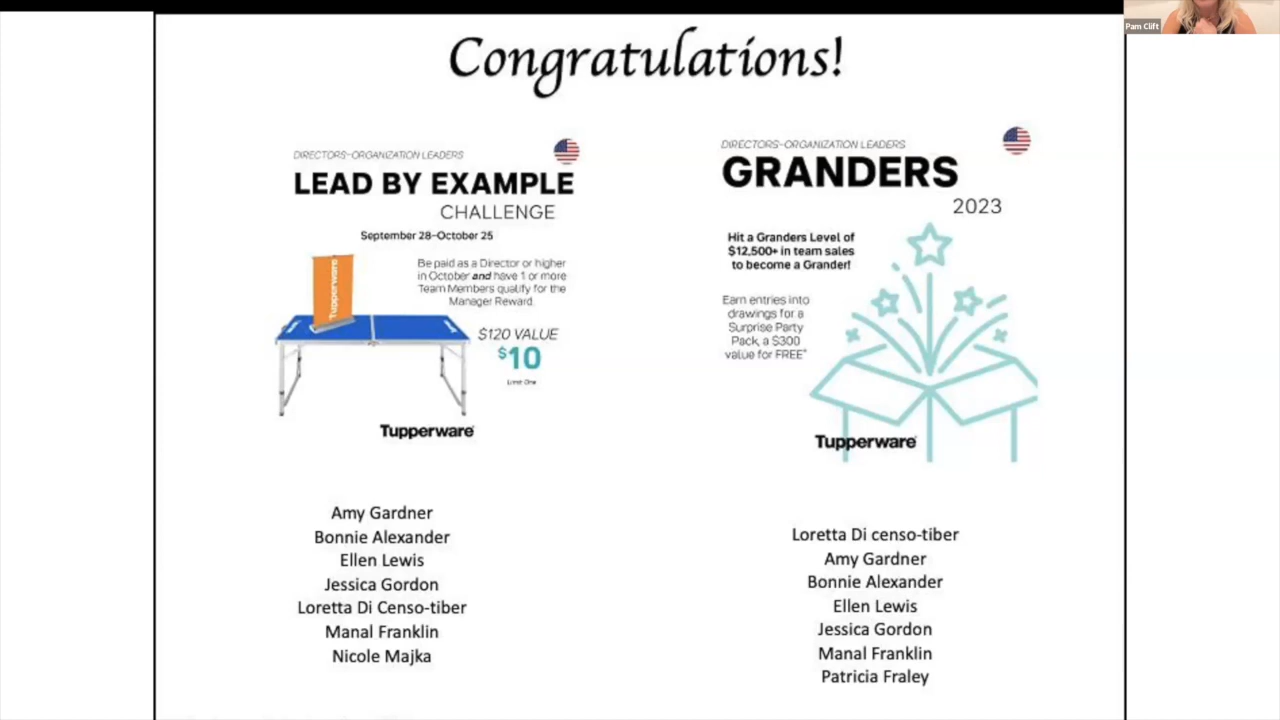 Pam Clift
Congratulations!
DIRECTORS-ORGANIZATION LEADERS
LEAD BY EXAMPLE
CHALLENGE
September 28-October 25
Be paid as a Director or higher
in October and have 1 or more
Team Members qualify for the
Manager Reward.
Tupperware
$120 VALUE
$10
Limit One
Tupperware
Amy Gardner
Bonnie Alexander
Ellen Lewis
Jessica Gordon
Loretta Di Censo-tiber
Manal Franklin
Nicole Majka
DIRECTORS-ORGANIZATION LEADERS
GRANDERS
2023
Hit a Granders Level of
$12,500+ in team sales
to become a Grander!
Earn entries into
drawings for a
Surprise Party
Pack, a $300
value for FREE*
Tupperware
Loretta Di censo-tiber
Amy Gardner
Bonnie Alexander
Ellen Lewis
Jessica Gordon
Manal Franklin
Patricia Fraley